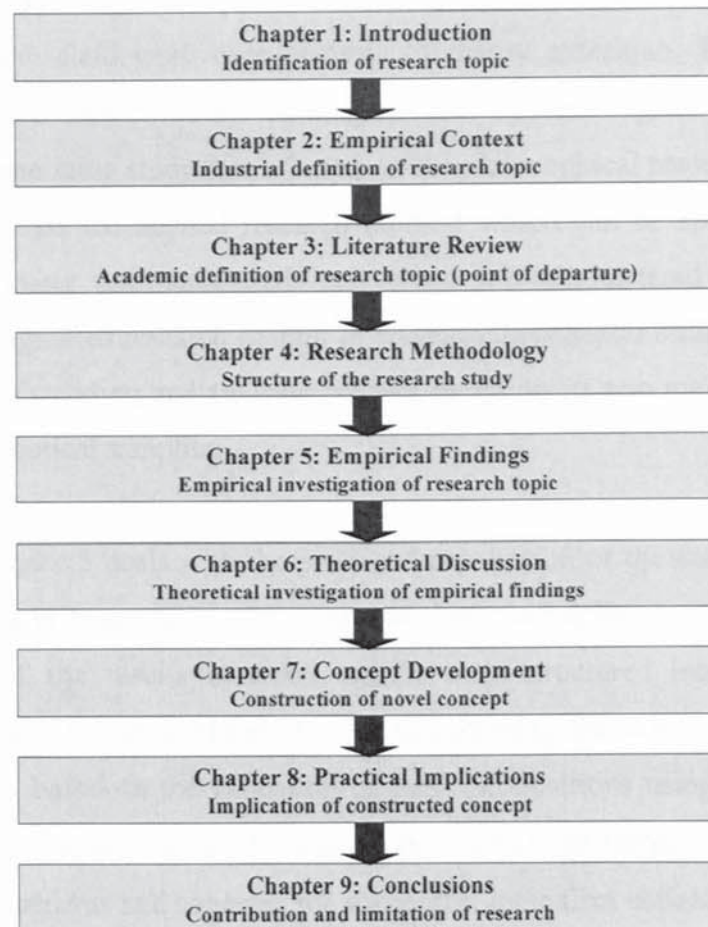 Chapter 1: Introduction
Identification of research topic
Chapter 2: Empirical Context
Industrial definition of research topic
Chapter 3: Literature Review
Academic definition of research topic (point of departure)
Chapter 4: Research Methodology
Structure of the research study
Chapter 5: Empirical Findings
Empirical investigation of research topic
Chapter 6: Theoretical Discussion
Theoretical investigation of empirical findings
Chapter 7: Concept Development
Construction of novel concept
Chapter 8: Practical Implications
Implication of constructed concept
Chapter 9: Conclusions
Contribution and limitation of research